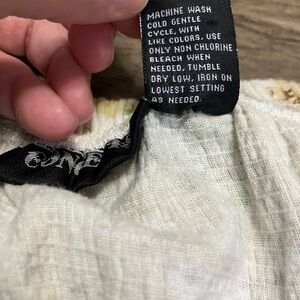 MACHINE WASH
COLD GENTLE
CYCLE, WITH
LIKE COLORS, USE
ONLY NON CHLORINE
BLEACH WHEN
NEEDED, TUMBLE
DRY LOW, IRON ON
LOWEST SETTING
AS NEEDED.